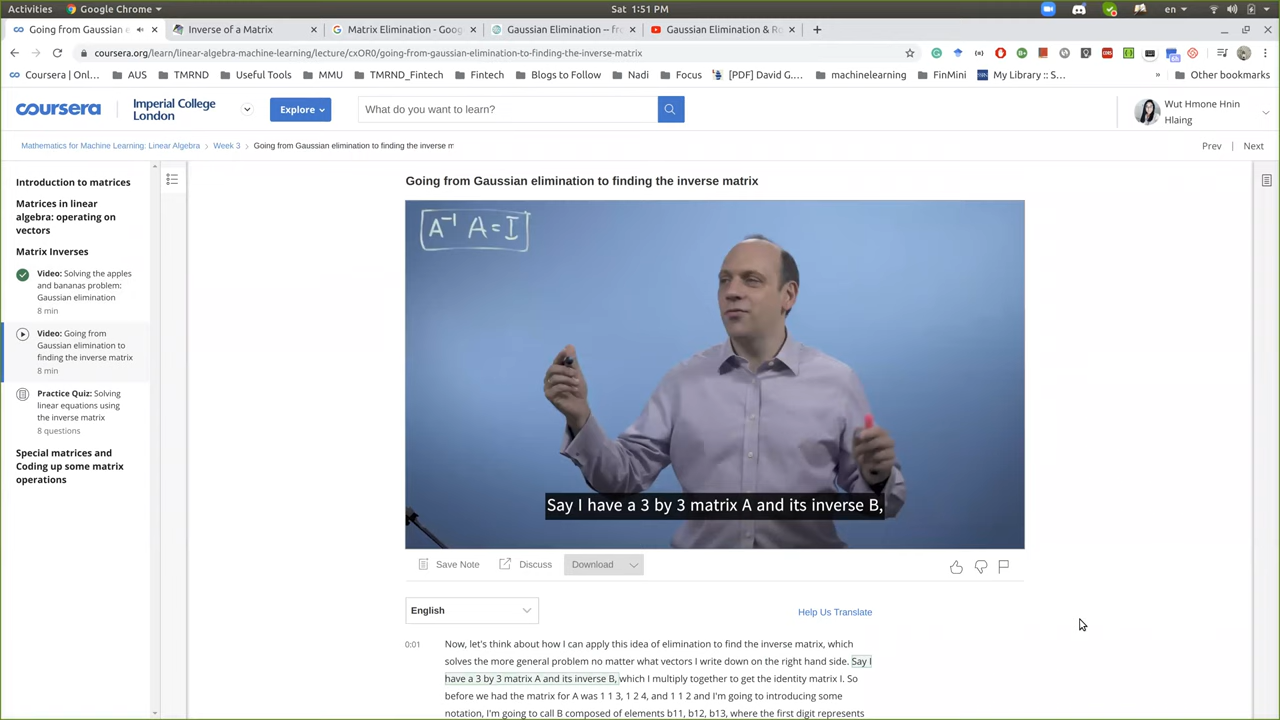 Activities
Google Chrome
Sat 1:51 PM
en
Going from Gaussian e
Inverse of a Matrix
Matrix Elimination - Goog
Gaussian Elimination -- fro
Gaussian Elimination & Ro
coursera.org/learn/linear-algebra-machine-learning/lecture/cxOR0/going-from-gaussian-elimination-to-finding-the-inverse-matrix
Coursera | Onl...
AUS
TMRND
Useful Tools
MMU
TMRND_Fintech
Fintech
Blogs to Follow
Nadi
Focus
[PDF] David G....
machinelearning
FinMini
My Library :: S...
»
Other bookmarks
coursera
Imperial College
London
Explore
What do you want to learn?
Wut Hmone Hnin
Hlaing
Mathematics for Machine Learning: Linear Algebra
Week 3
Going from Gaussian elimination to finding the inverse m
Prev
Next
Introduction to matrices
Matrices in linear
algebra: operating on
vectors
Matrix Inverses
Video: Solving the apples
and bananas problem:
Gaussian elimination
8 min
Video: Going from
Gaussian elimination to
finding the inverse matrix
8 min
Practice Quiz: Solving
linear equations using
the inverse matrix
8 questions
Special matrices and
Coding up some matrix
operations
Going from Gaussian elimination to finding the inverse matrix
A⁻¹ A = I
Say I have a 3 by 3 matrix A and its inverse B,
Save Note
Discuss
Download
English
Help Us Translate
0:01
Now, let's think about how I can apply this idea of elimination to find the inverse matrix, which
solves the more general problem no matter what vectors I write down on the right hand side. Say I
have a 3 by 3 matrix A and its inverse B, which I multiply together to get the identity matrix I. So
before we had the matrix for A was 1 1 3, 1 2 4, and 1 1 2 and I'm going to introducing some
notation, I'm going to call B composed of elements b11, b12, b13, where the first digit represents